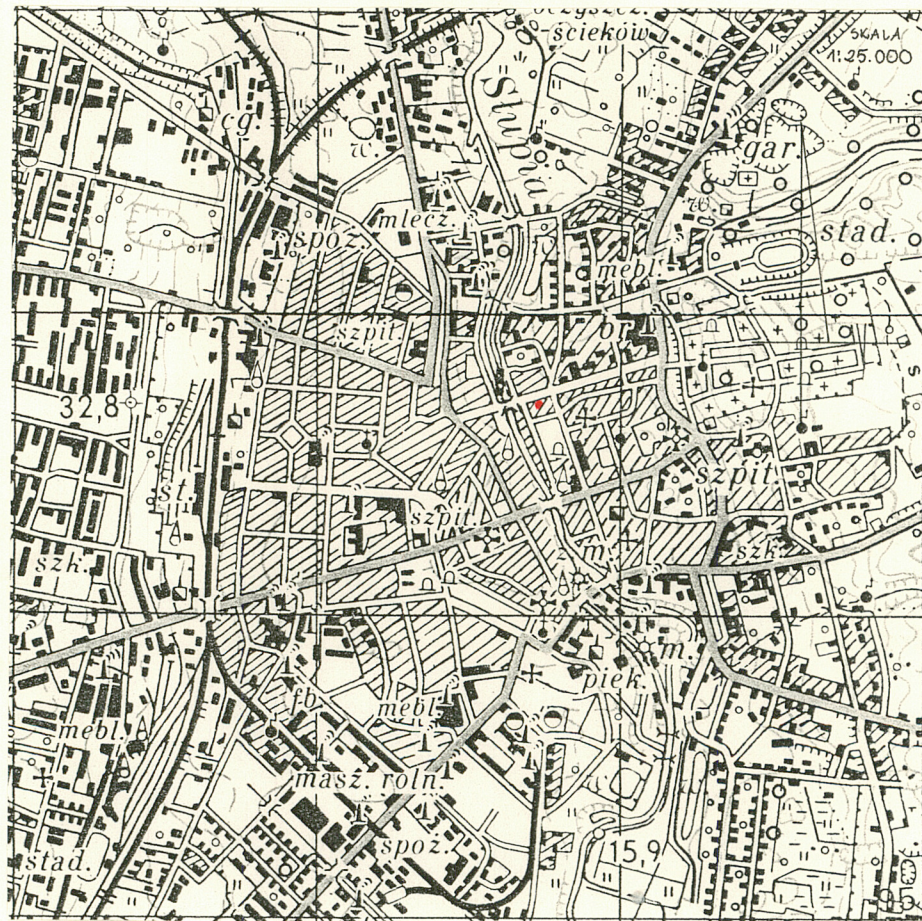 oczyszcz.
-ścieków
SKALA
1:25.000
cg.
w.
Słupia
gar
mlecz.
w.
spoż.
stad.
mebl.
szpit.
br.
32,8
st.
szpit.
szpit.
szk.
m.
szk.
m.
piek.
fb.
mebl.
mebl.
masz. roln.
stad.
spoż.
15,9